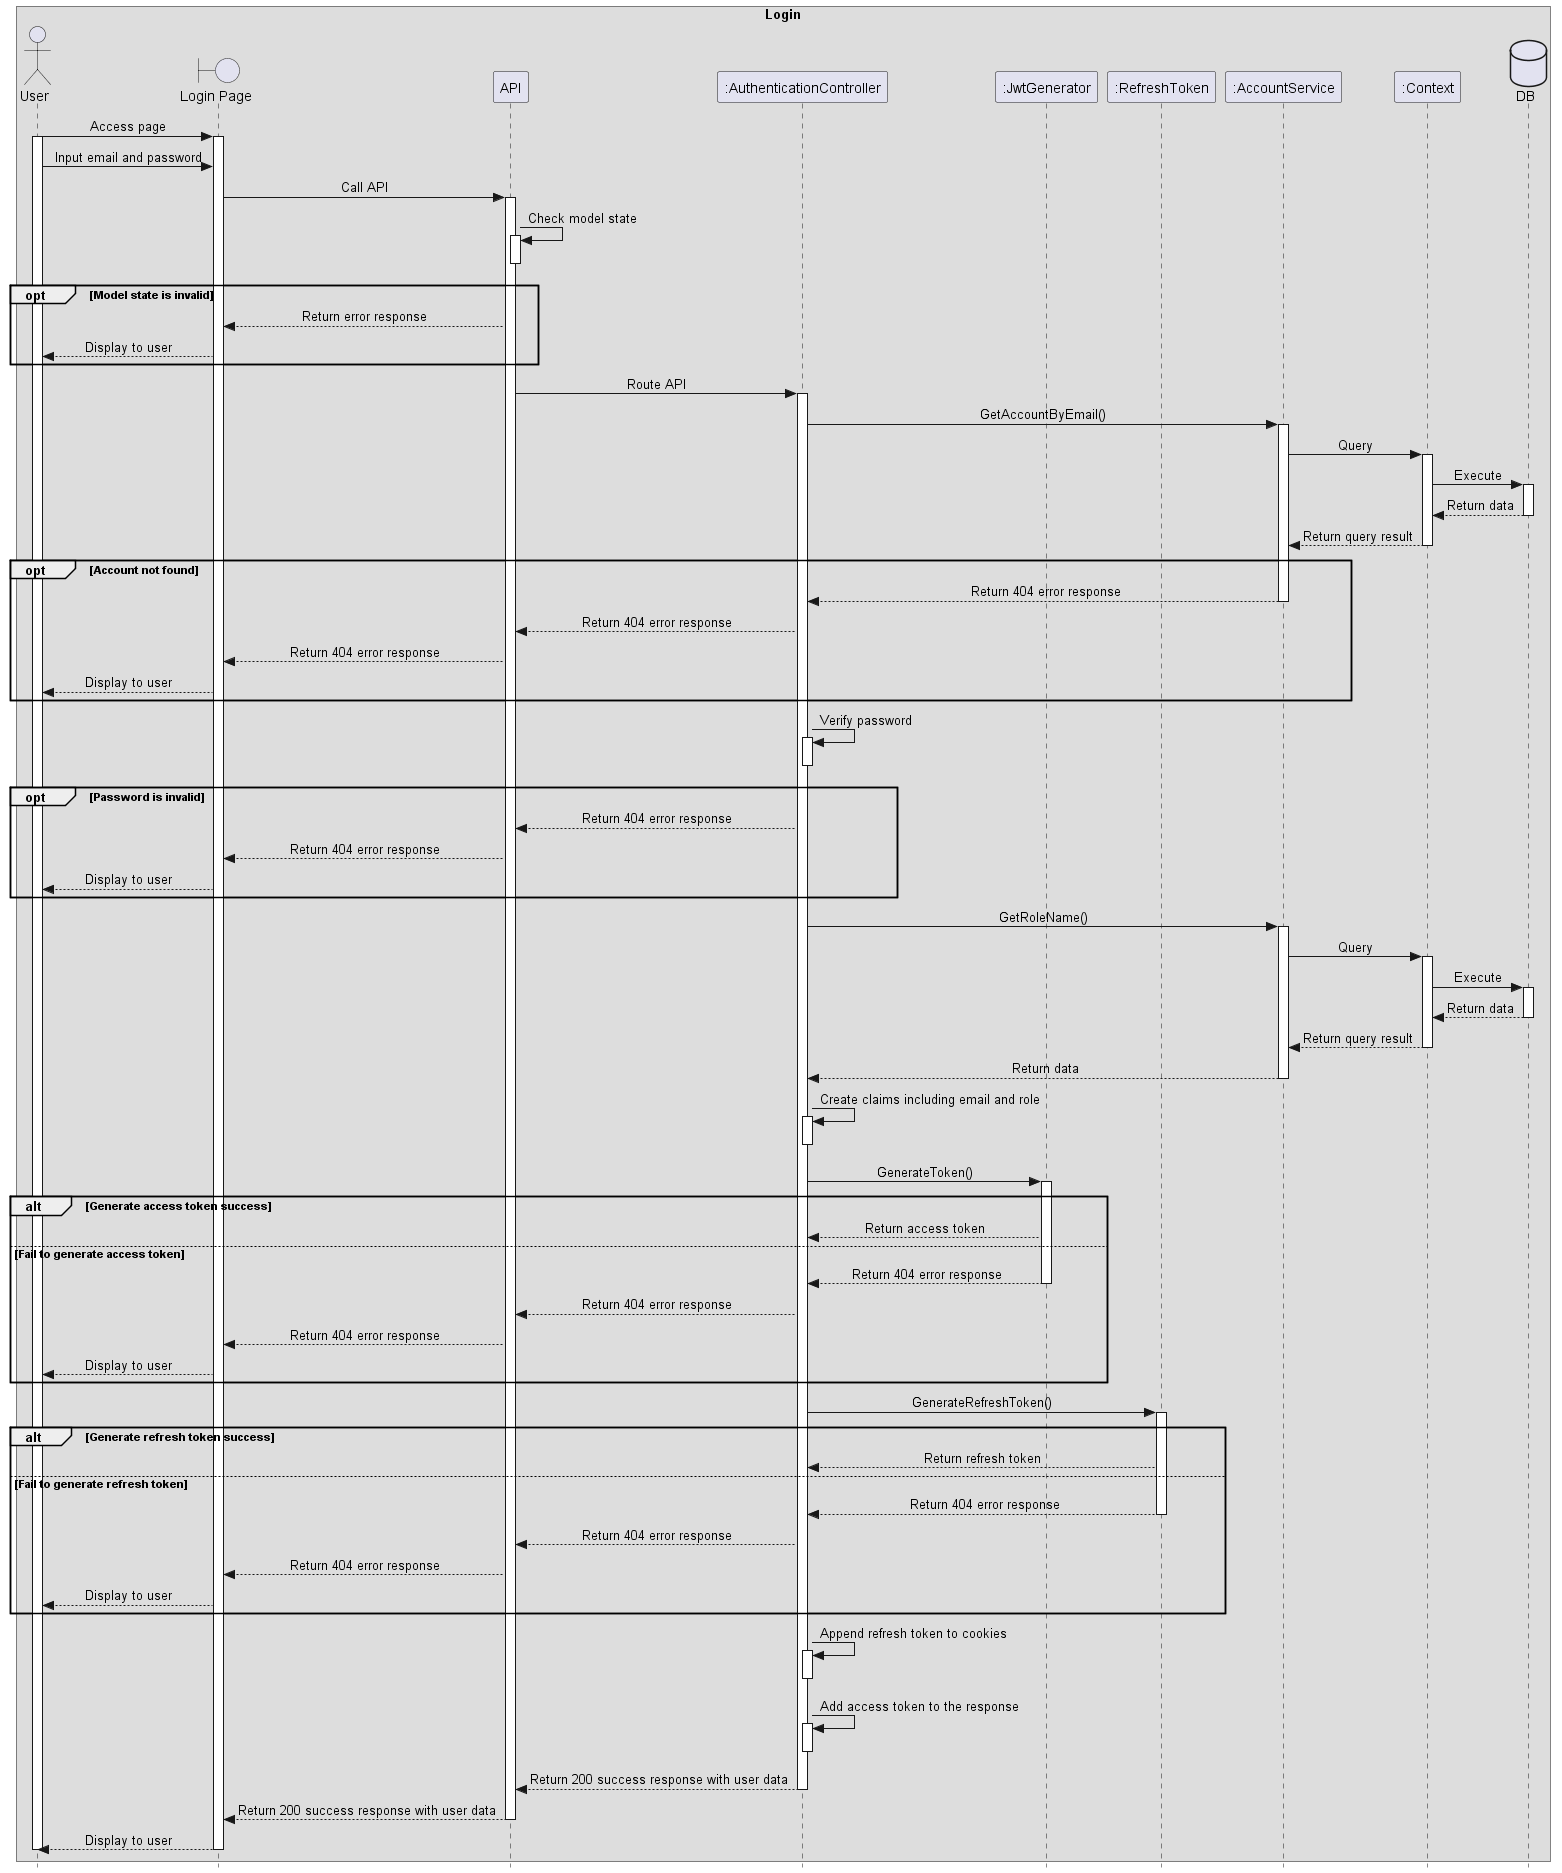 Login
User
Login Page
API
:AuthenticationController
:JwtGenerator
:RefreshToken
:AccountService
:Context
DB
Access page
Input email and password
Call API
Check model state
opt [Model state is invalid]
Return error response
Display to user
Route API
GetAccountByEmail()
Query
Execute
Return data
Return query result
opt [Account not found]
Return 404 error response
Return 404 error response
Return 404 error response
Display to user
Verify password
opt [Password is invalid]
Return 404 error response
Return 404 error response
Display to user
GetRoleName()
Query
Execute
Return data
Return query result
Return data
Create claims including email and role
GenerateToken()
alt [Generate access token success]
Return access token
[Fail to generate access token]
Return 404 error response
Return 404 error response
Return 404 error response
Display to user
GenerateRefreshToken()
alt [Generate refresh token success]
Return refresh token
[Fail to generate refresh token]
Return 404 error response
Return 404 error response
Return 404 error response
Display to user
Append refresh token to cookies
Add access token to the response
Return 200 success response with user data
Return 200 success response with user data
Display to user